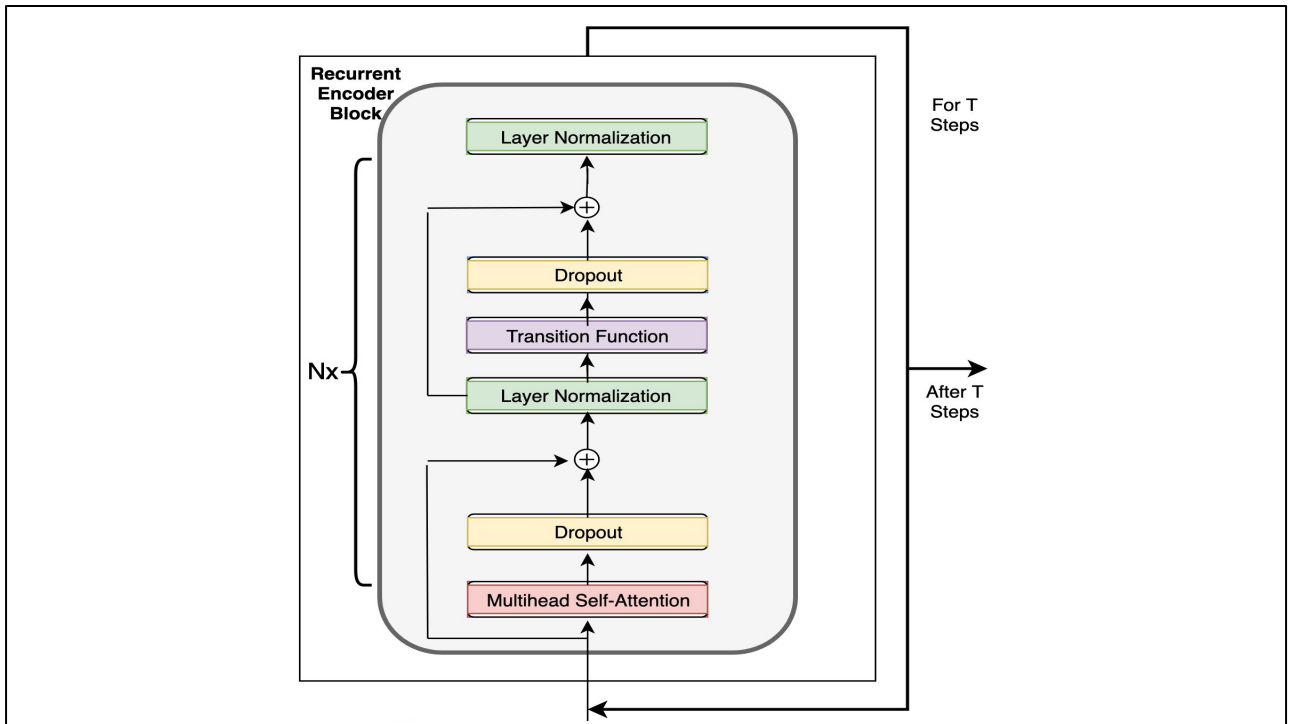 Recurrent
Encoder
Block
For T
Steps
Layer Normalization
+
Dropout
Transition Function
Nx
Layer Normalization
After T
Steps
+
Dropout
Multihead Self-Attention